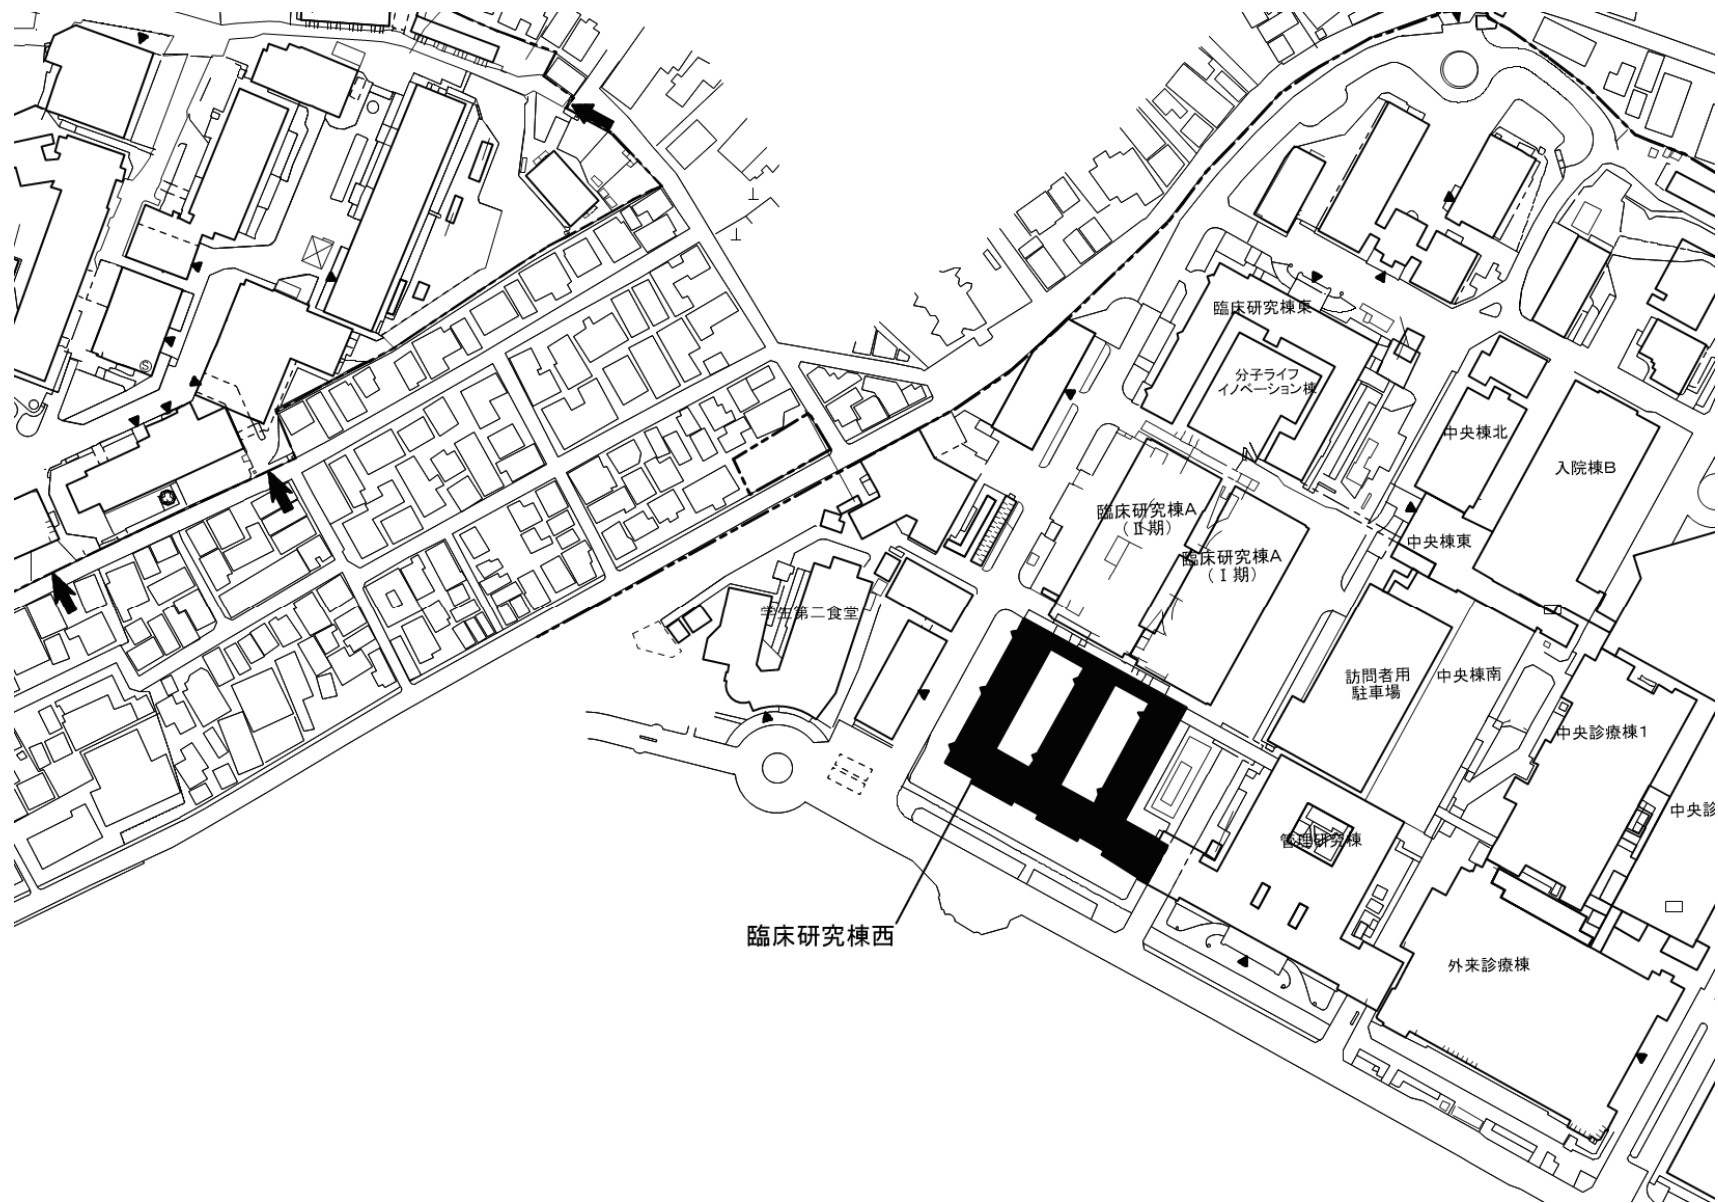 臨床研究棟東
分子ライフ
イノベーション棟
中央棟北
入院棟B
臨床研究棟A
(Ⅱ期)
中央棟東
臨床研究棟A
(Ⅰ期)
学生第二食堂
訪問者用
駐車場
中央棟南
中央診療棟1
中央診
管理研究棟
臨床研究棟西
外来診療棟